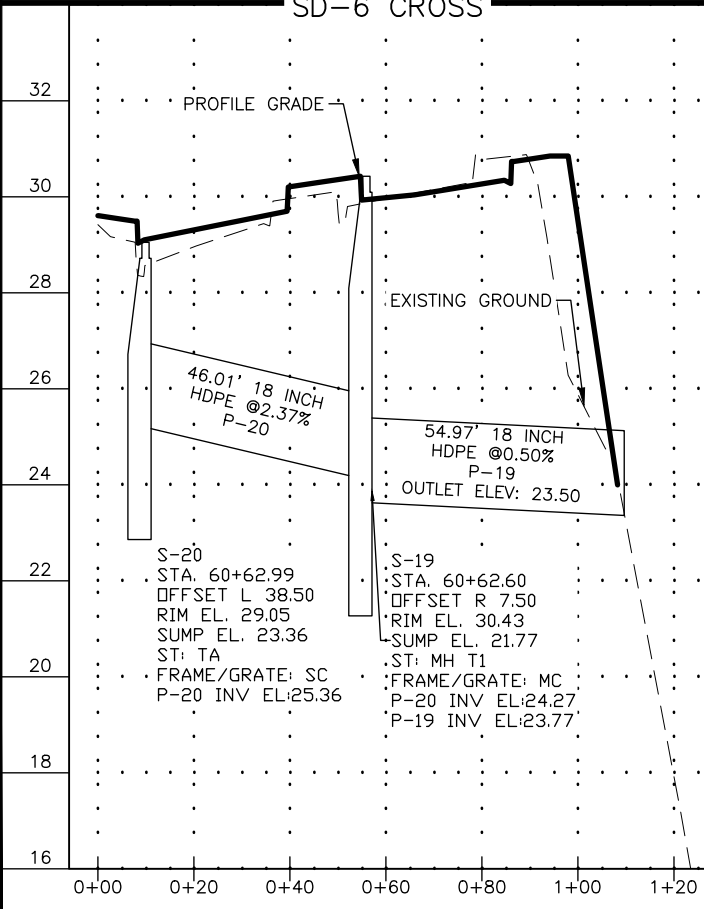 SD-6 CROSS
32
30
28
26
24
22
20
18
16
PROFILE GRADE
EXISTING GROUND
46.01' 18 INCH
HDPE @2.37%
P-20
54.97' 18 INCH
HDPE @0.50%
P-19
OUTLET ELEV: 23.50
S-20
STA. 60+62.99
OFFSET L 38.50
RIM EL. 29.05
SUMP EL. 23.36
ST: TA
FRAME/GRATE: SC
P-20 INV EL:25.36
S-19
STA. 60+62.60
OFFSET R 7.50
RIM EL. 30.43
SUMP EL. 21.77
ST: MH T1
FRAME/GRATE: MC
P-20 INV EL:24.27
P-19 INV EL:23.77
0+00 0+20 0+40 0+60 0+80 1+00 1+20